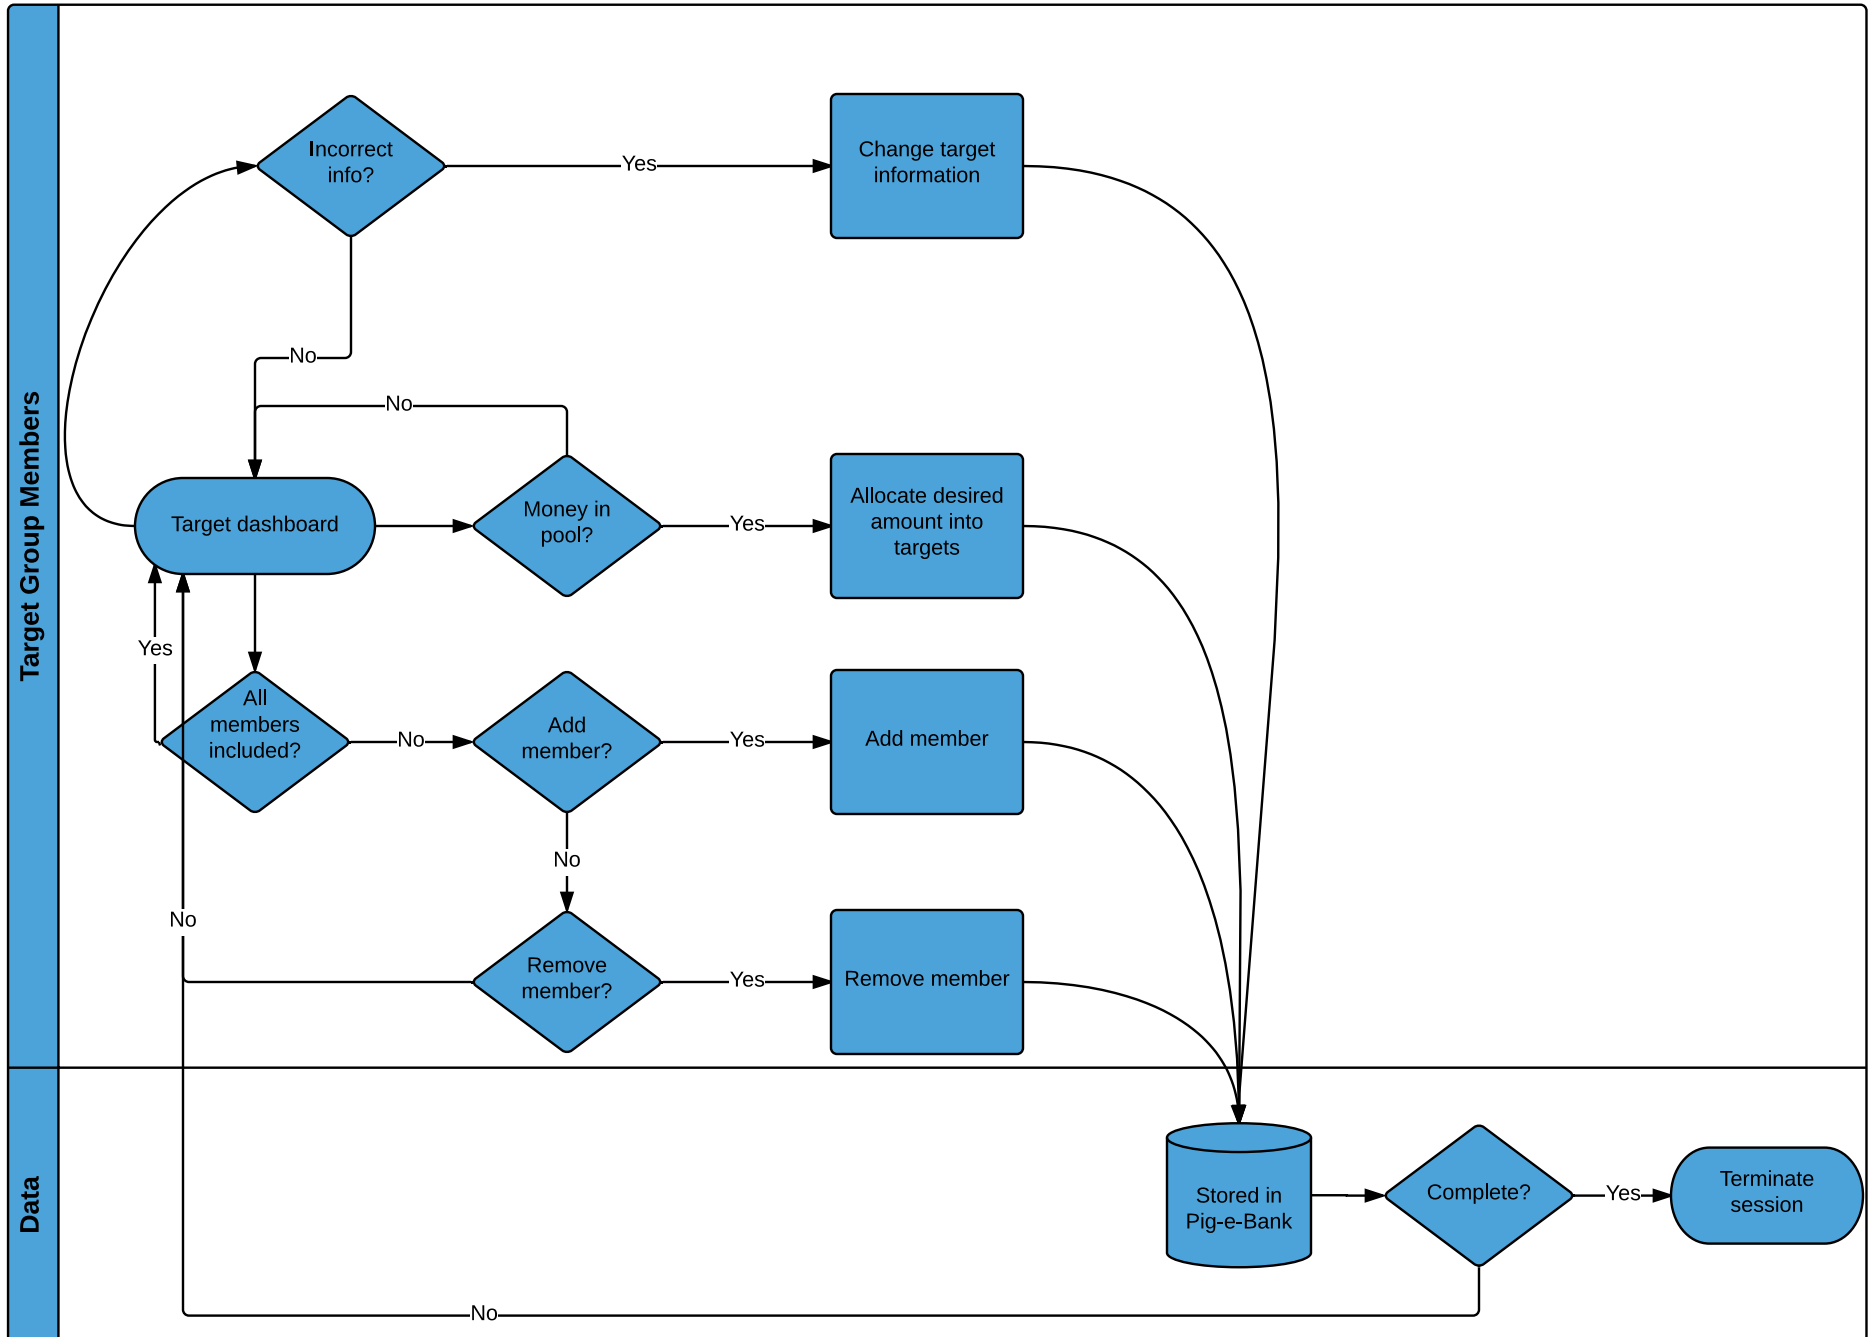 Target Group Members
Incorrect
info?
Yes
Change target
information
No
No
Target dashboard
Money in
pool?
Yes
Allocate desired
amount into
targets
Yes
All
members
included?
No
Add
member?
Yes
Add member
No
No
Remove
member?
Yes
Remove member
Data
Stored in
Pig-e-Bank
Complete?
Yes
Terminate
session
No